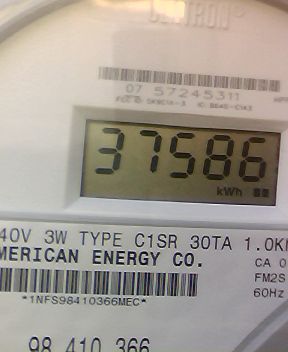 CENTRON®
07 57245311
37586
kWh
40V 3W TYPE C1SR 30TA 1.0K
MERICAN ENERGY CO.
CA 0
FM2S
60Hz
*1NFS98410366MEC*
98 410 366